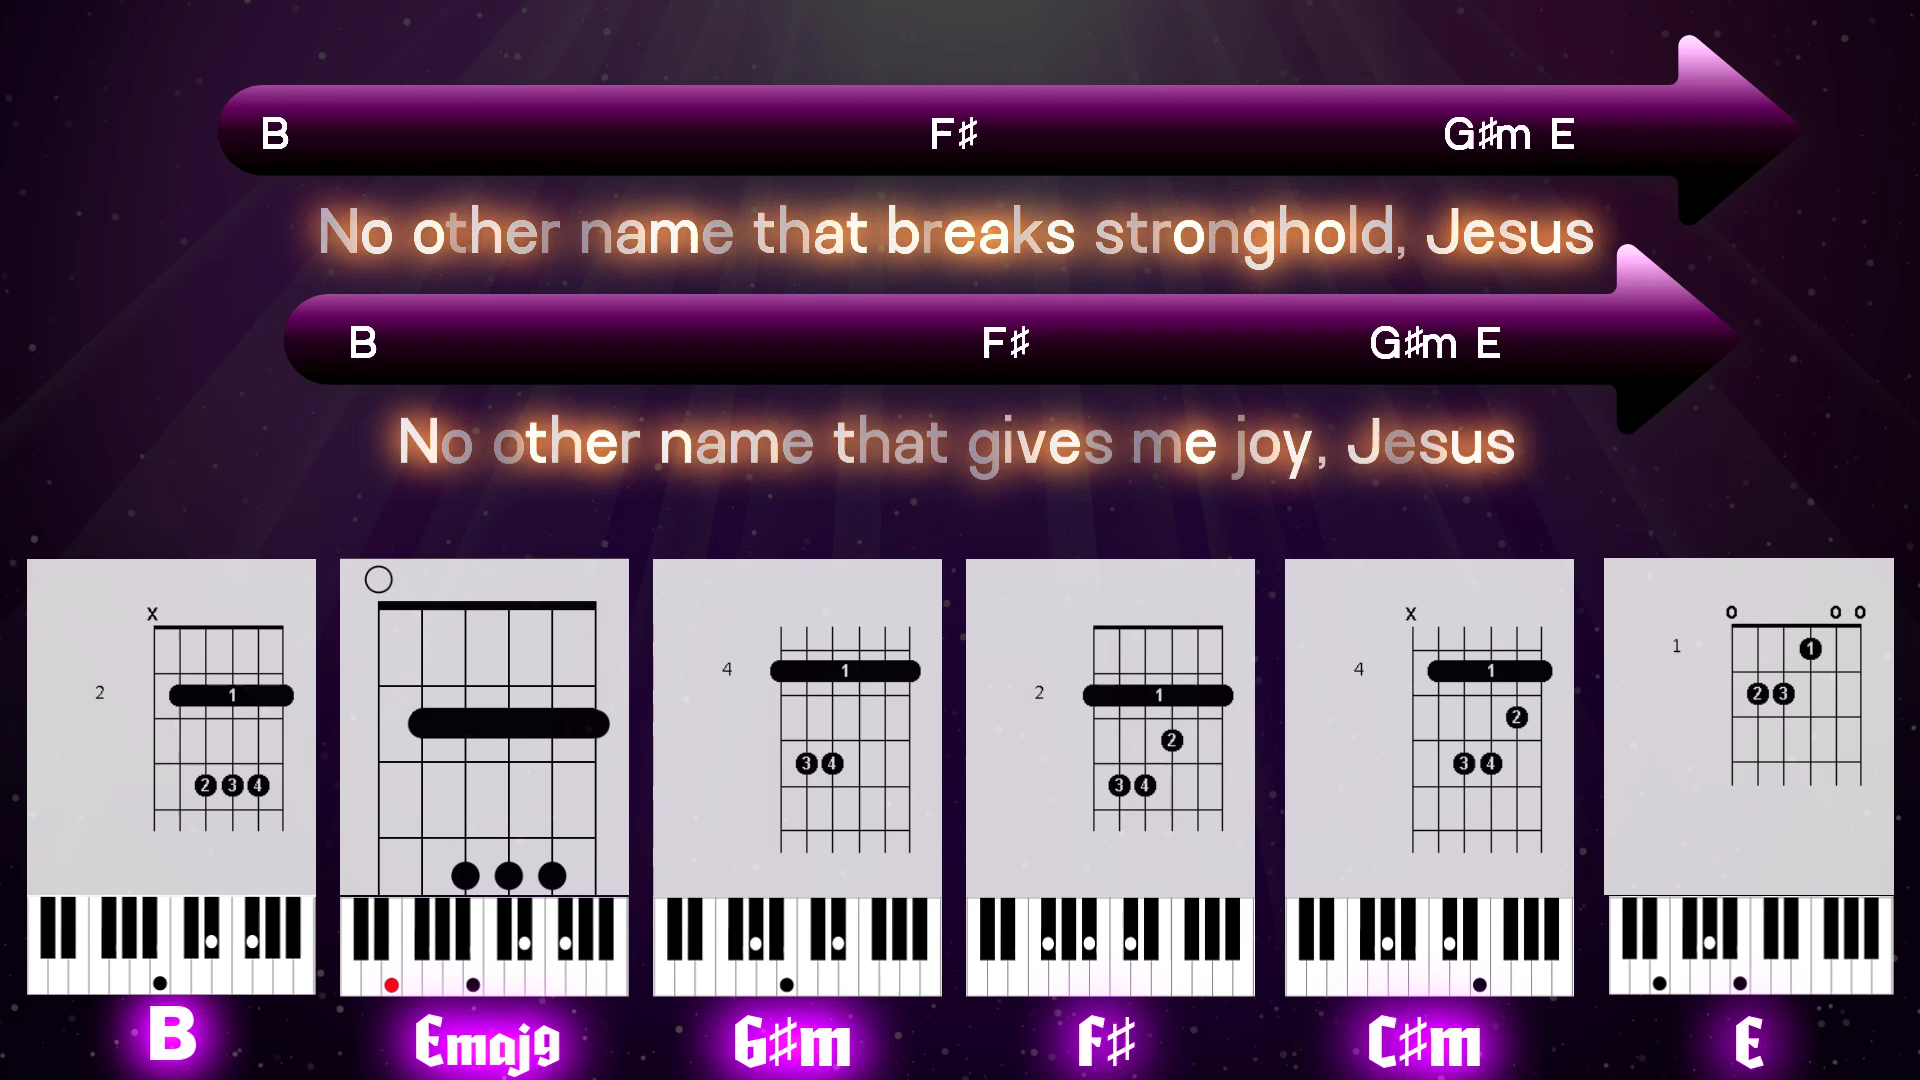 B F♯ G♯m E
No other name that breaks stronghold, Jesus
B F♯ G♯m E
No other name that gives me joy, Jesus
x
2
1
2 3 4
4
1
3 4
2
1
2
3 4
x
4
1
2
3 4
o o o
1
1
2 3
B Emaj9 G♯m F♯ C♯m E